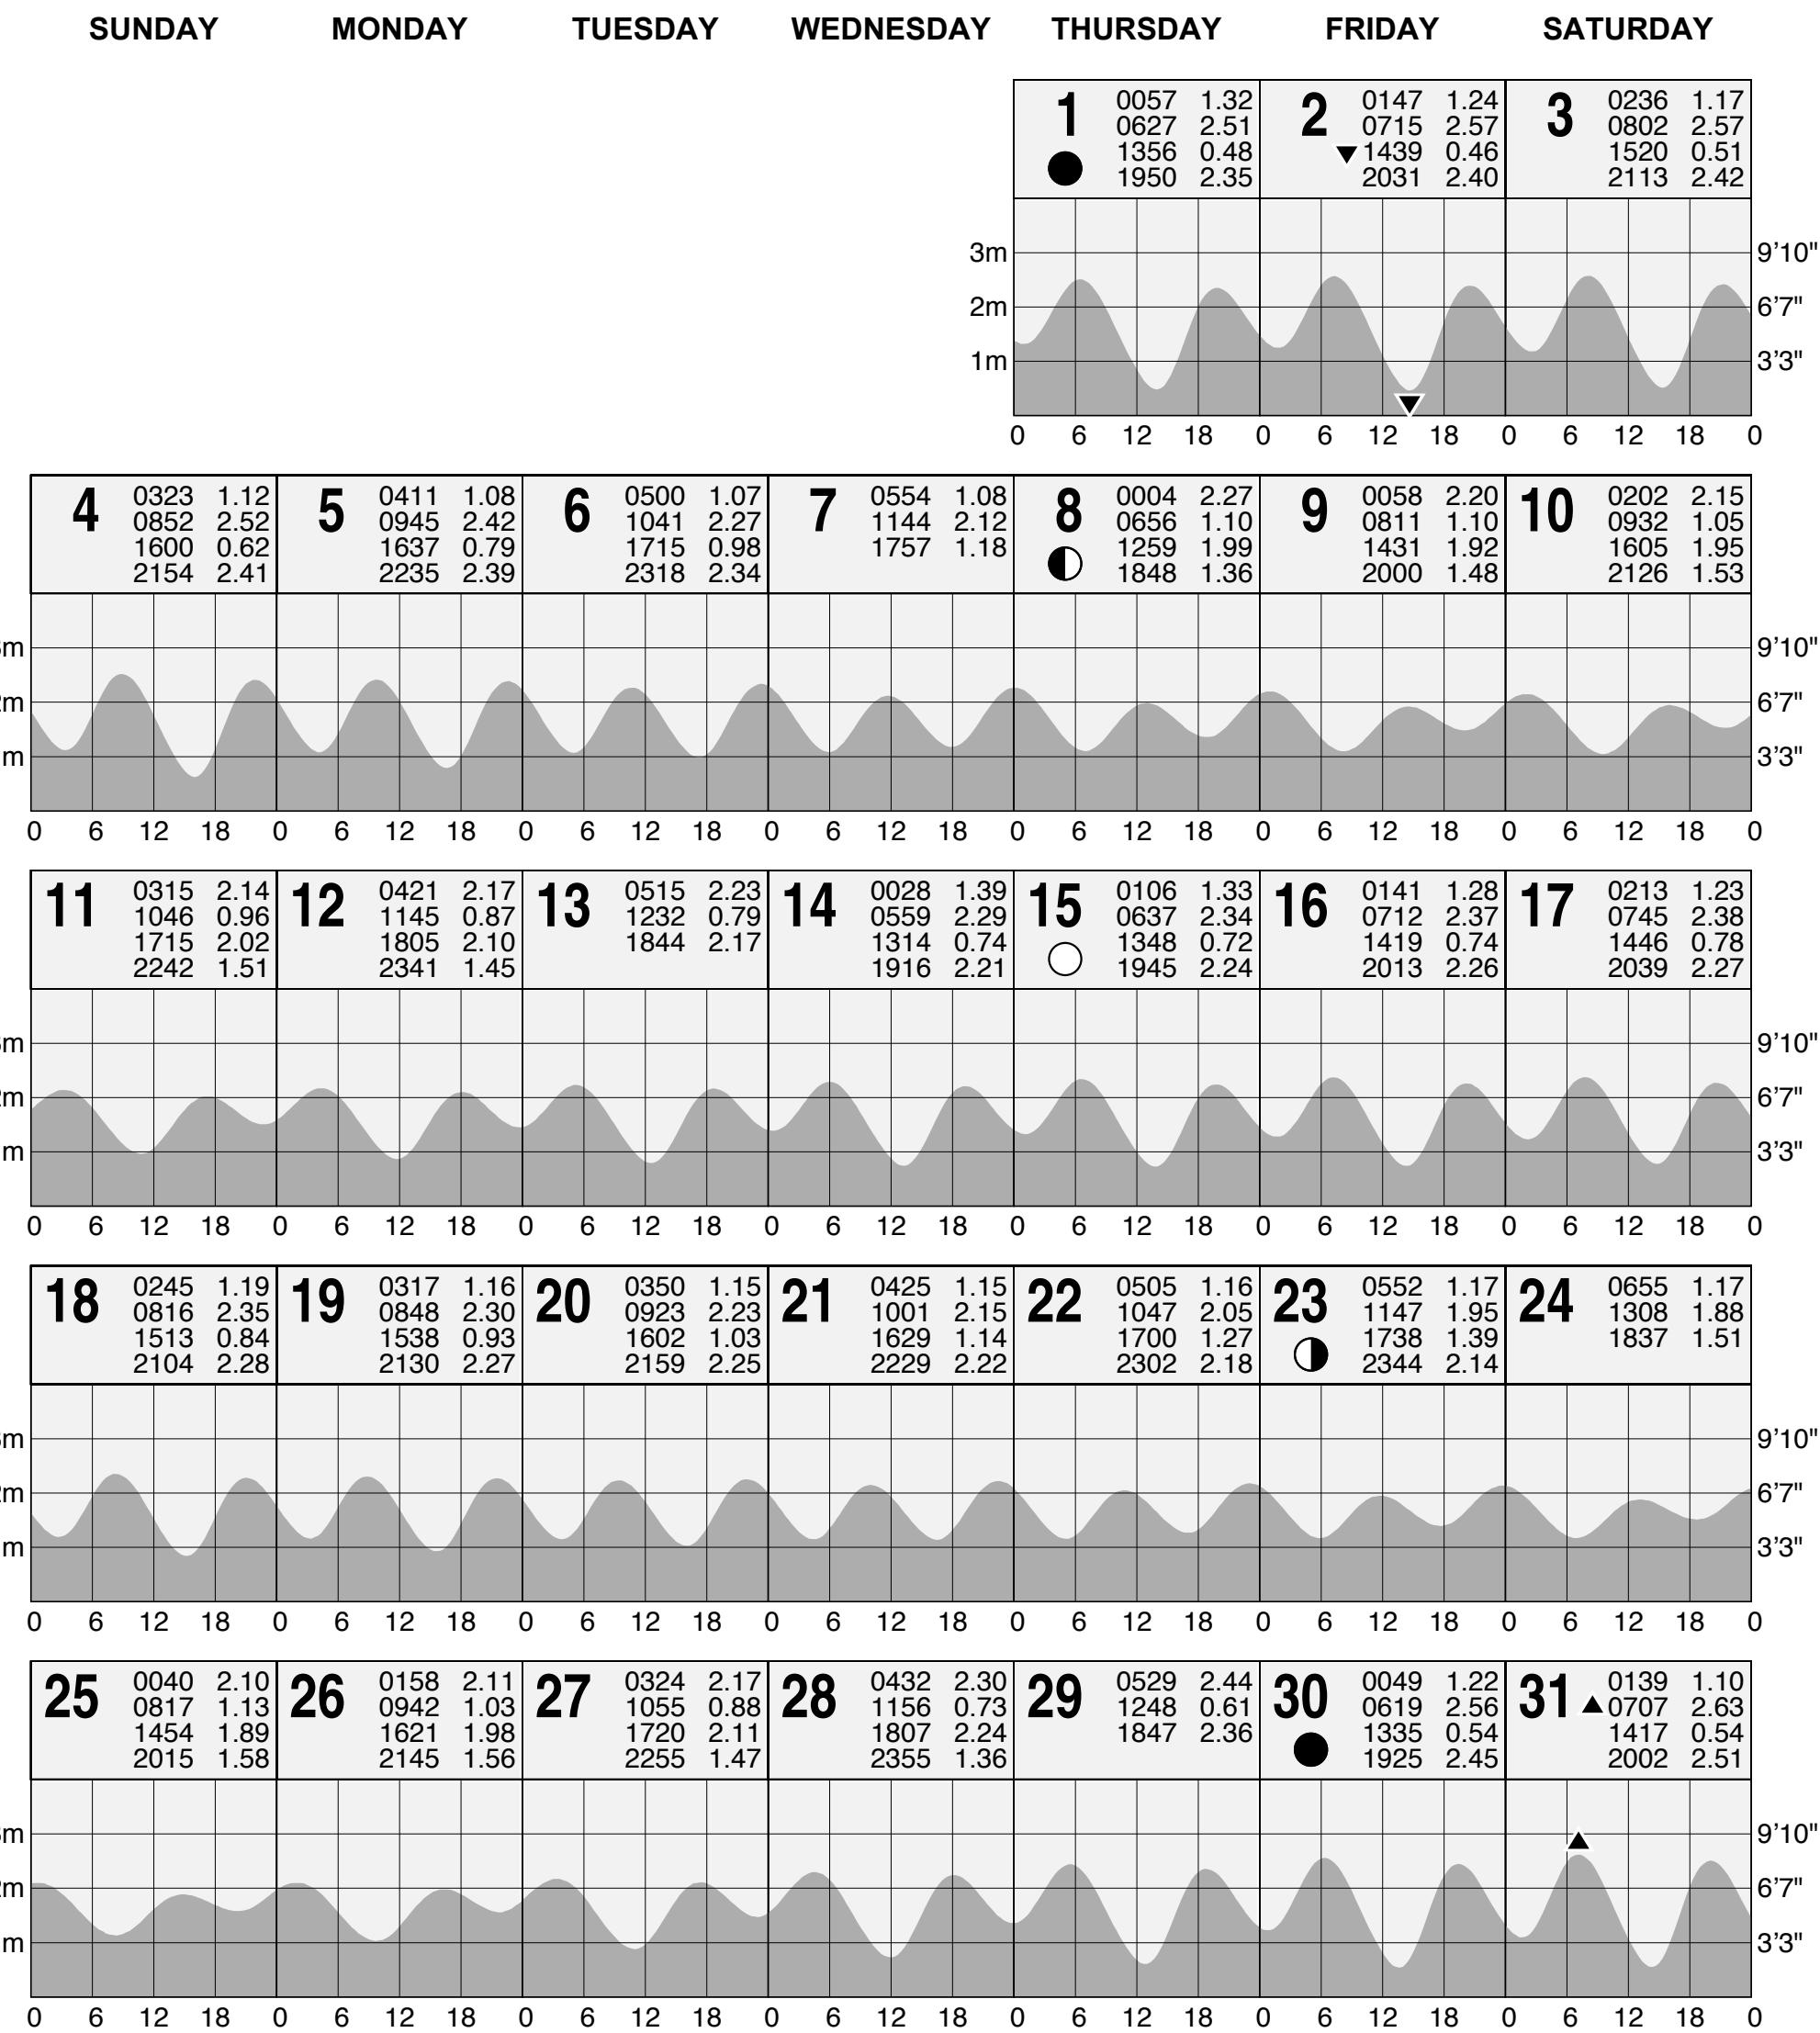 SUNDAY MONDAY TUESDAY WEDNESDAY THURSDAY FRIDAY SATURDAY
1 0057 1.32 2 0147 1.24 3 0236 1.17
0627 2.51 0715 2.57 0802 2.57
1356 0.48 1439 0.46 1520 0.51
1950 2.35 2031 2.40 2113 2.42
3m 9'10"
2m 6'7"
1m 3'3"
0 6 12 18 0 6 12 18 0 6 12 18 0
4 0323 1.12 5 0411 1.08 6 0500 1.07 7 0554 1.08 8 0004 2.27 9 0058 2.20 10 0202 2.15
0852 2.52 0945 2.42 1041 2.27 1144 2.12 0656 1.10 0811 1.10 0932 1.05
1600 0.62 1637 0.79 1715 0.98 1757 1.18 1259 1.99 1431 1.92 1605 1.95
2154 2.41 2235 2.39 2318 2.34 1848 1.36 2000 1.48 2126 1.53
m 9'10"
m 6'7"
m 3'3"
0 6 12 18 0 6 12 18 0 6 12 18 0 6 12 18 0 6 12 18 0 6 12 18 0 6 12 18 0
11 0315 2.14 12 0421 2.17 13 0515 2.23 14 0028 1.39 15 0106 1.33 16 0141 1.28 17 0213 1.23
1046 0.96 1145 0.87 1232 0.79 0559 2.29 0637 2.34 0712 2.37 0745 2.38
1715 2.02 1805 2.10 1844 2.17 1314 0.74 1348 0.72 1419 0.74 1446 0.78
2242 1.51 2341 1.45 1916 2.21 1945 2.24 2013 2.26 2039 2.27
m 9'10"
m 6'7"
m 3'3"
0 6 12 18 0 6 12 18 0 6 12 18 0 6 12 18 0 6 12 18 0 6 12 18 0 6 12 18 0
18 0245 1.19 19 0317 1.16 20 0350 1.15 21 0425 1.15 22 0505 1.16 23 0552 1.17 24 0655 1.17
0816 2.35 0848 2.30 0923 2.23 1001 2.15 1047 2.05 1147 1.95 1308 1.88
1513 0.84 1538 0.93 1602 1.03 1629 1.14 1700 1.27 1738 1.39 1837 1.51
2104 2.28 2130 2.27 2159 2.25 2229 2.22 2302 2.18 2344 2.14
m 9'10"
m 6'7"
m 3'3"
0 6 12 18 0 6 12 18 0 6 12 18 0 6 12 18 0 6 12 18 0 6 12 18 0 6 12 18 0
25 0040 2.10 26 0158 2.11 27 0324 2.17 28 0432 2.30 29 0529 2.44 30 0049 1.22 31 0139 1.10
0817 1.13 0942 1.03 1055 0.88 1156 0.73 1248 0.61 0619 2.56 0707 2.63
1454 1.89 1621 1.98 1720 2.11 1807 2.24 1847 2.36 1335 0.54 1417 0.54
2015 1.58 2145 1.56 2255 1.47 2355 1.36 1925 2.45 2002 2.51
m 9'10"
m 6'7"
m 3'3"
0 6 12 18 0 6 12 18 0 6 12 18 0 6 12 18 0 6 12 18 0 6 12 18 0 6 12 18 0